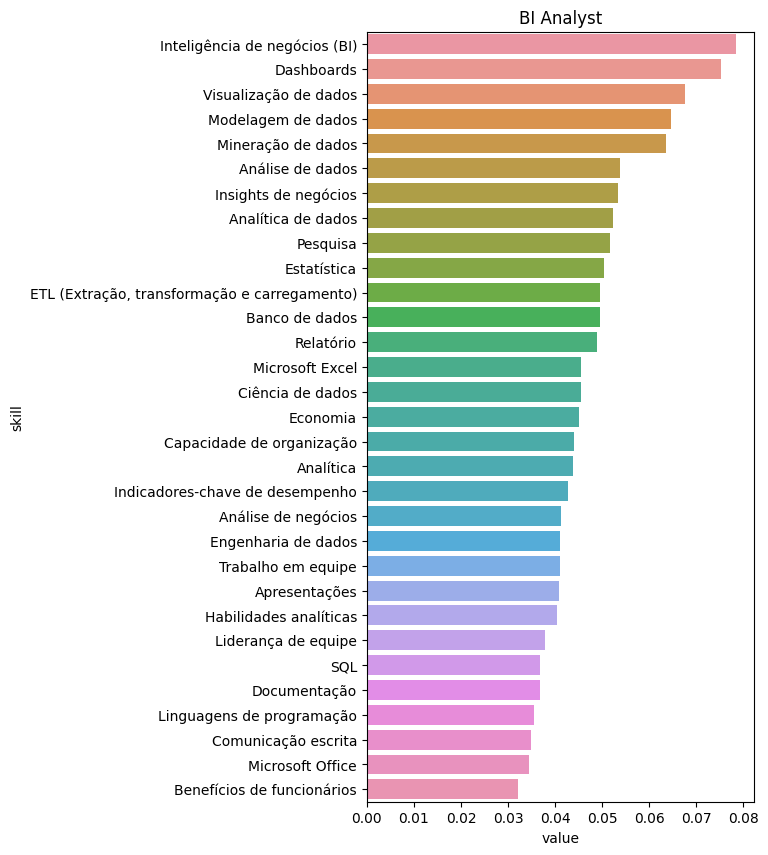 BI Analyst
Inteligência de negócios (BI)
Dashboards
Visualização de dados
Modelagem de dados
Mineração de dados
Análise de dados
Insights de negócios
Analítica de dados
Pesquisa
Estatística
ETL (Extração, transformação e carregamento)
Banco de dados
Relatório
Microsoft Excel
Ciência de dados
Economia
Capacidade de organização
Analítica
Indicadores-chave de desempenho
Análise de negócios
Engenharia de dados
Trabalho em equipe
Apresentações
Habilidades analíticas
Liderança de equipe
SQL
Documentação
Linguagens de programação
Comunicação escrita
Microsoft Office
Benefícios de funcionários
skill
0.00 0.01 0.02 0.03 0.04 0.05 0.06 0.07 0.08
value